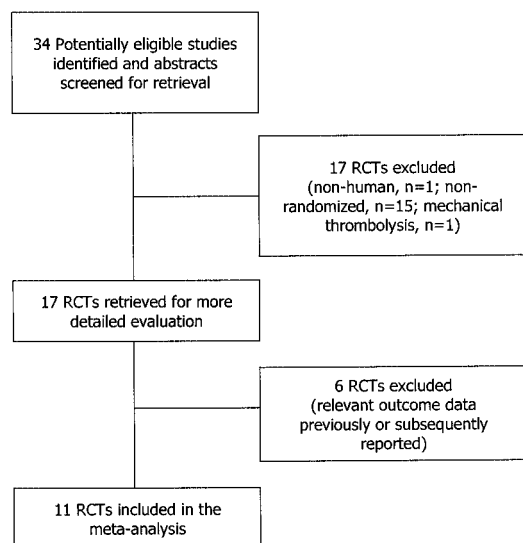 34 Potentially eligible studies
identified and abstracts
screened for retrieval
17 RCTs excluded
(non-human, n=1; non-
randomized, n=15; mechanical
thrombolysis, n=1)
17 RCTs retrieved for more
detailed evaluation
6 RCTs excluded
(relevant outcome data
previously or subsequently
reported)
11 RCTs included in the
meta-analysis